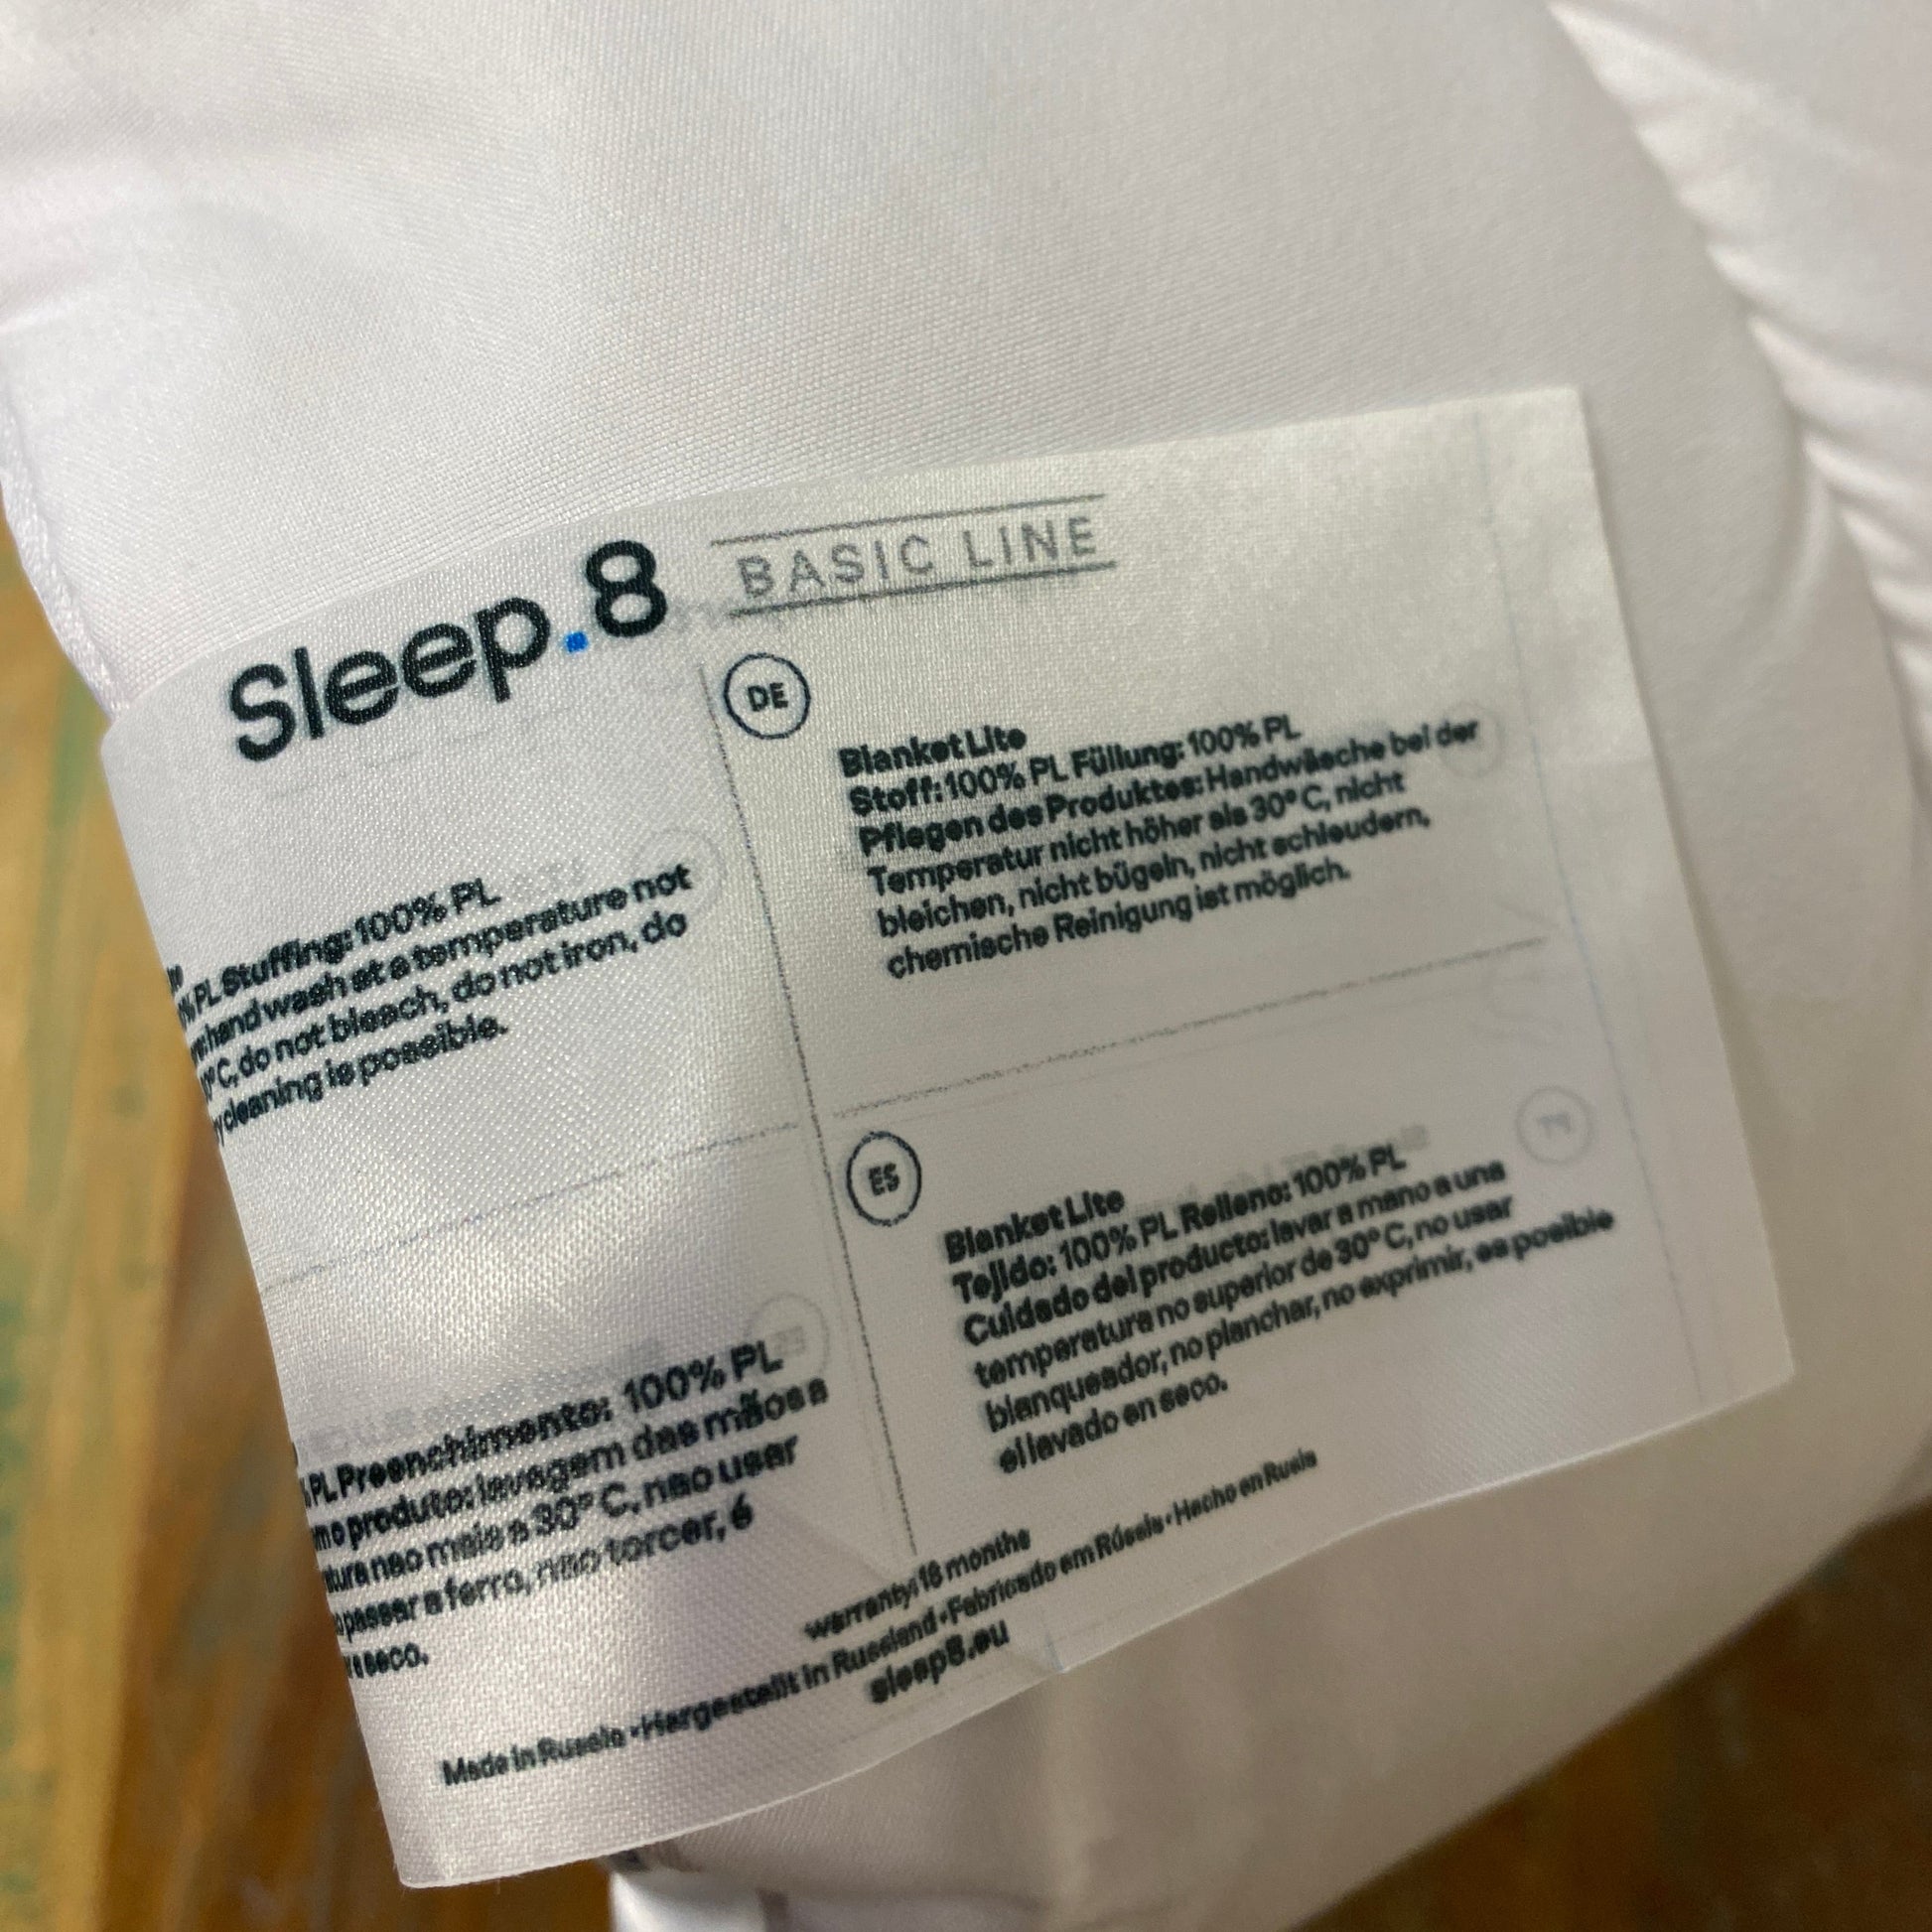 Sleep.8 BASIC LINE
% PL Stuffing: 100% PL
hand wash at a temperature not
°C, do not bleach, do not iron, do
cleaning is possible.
DE
Blanket Lite
Stoff: 100% PL Füllung: 100% PL
Pflegen des Produktes: Handwäsche bei der
Temperatur nicht höher als 30° C, nicht
bleichen, nicht bügeln, nicht schleudern,
chemische Reinigung ist möglich.
PL Preenchimento: 100% PL
produto: lavagem das mãos a
nao mais a 30° C, nao usar
passar a ferro, nao torcer, é
seco.
ES
Blanket Lite
Tejido: 100% PL Relleno: 100% PL
Cuidado del producto: lavar a mano a una
temperatura no superior de 30° C, no usar
blanqueador, no planchar, no exprimir, es posible
el lavado en seco.
warranty: 18 months
Made in Russia • Hergestellt in Russland • Fabricado em Rússia • Hecho en Rusia
sleep8.eu